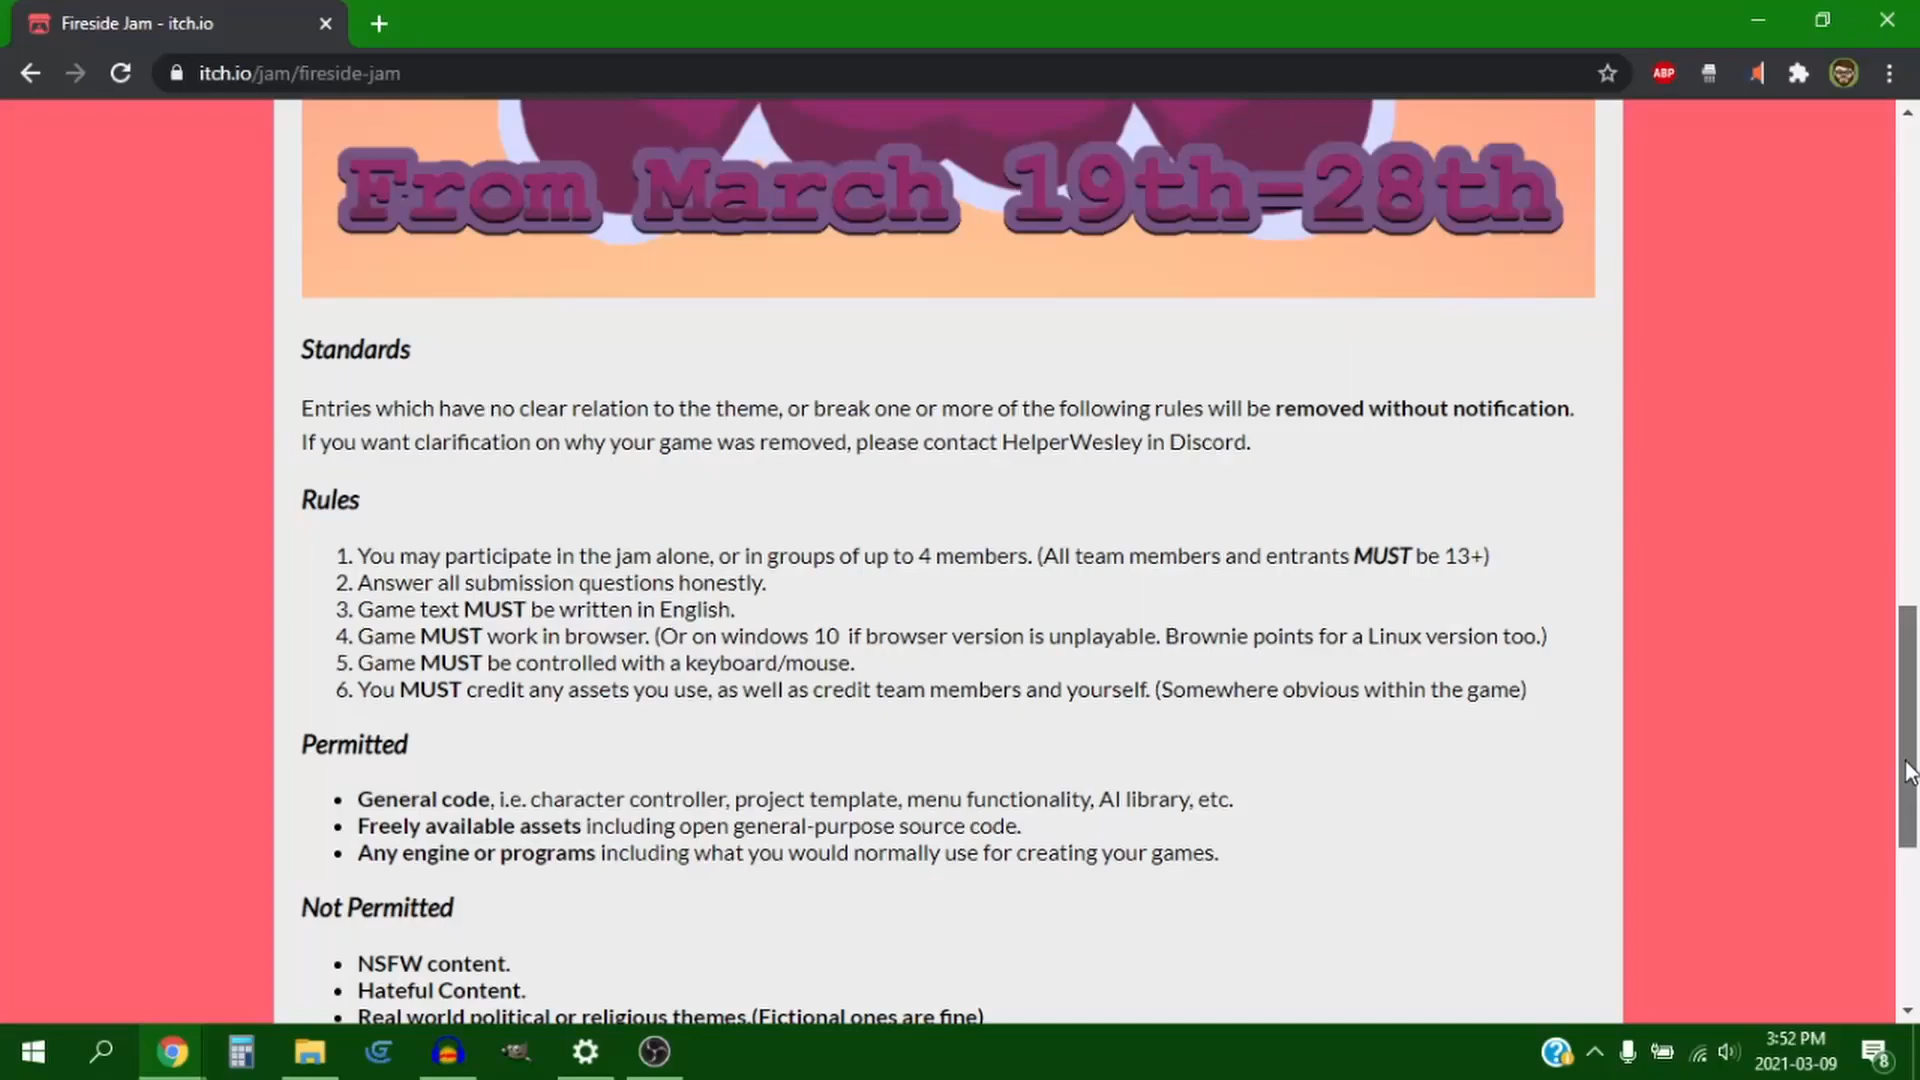 Fireside Jam - itch.io
itch.io/jam/fireside-jam
ABP
From March 19th-28th
Standards
Entries which have no clear relation to the theme, or break one or more of the following rules will be removed without notification.
If you want clarification on why your game was removed, please contact HelperWesley in Discord.
Rules
1. You may participate in the jam alone, or in groups of up to 4 members. (All team members and entrants MUST be 13+)
2. Answer all submission questions honestly.
3. Game text MUST be written in English.
4. Game MUST work in browser. (Or on windows 10 if browser version is unplayable. Brownie points for a Linux version too.)
5. Game MUST be controlled with a keyboard/mouse.
6. You MUST credit any assets you use, as well as credit team members and yourself. (Somewhere obvious within the game)
Permitted
• General code, i.e. character controller, project template, menu functionality, AI library, etc.
• Freely available assets including open general-purpose source code.
• Any engine or programs including what you would normally use for creating your games.
Not Permitted
• NSFW content.
• Hateful Content.
• Real world political or religious themes.(Fictional ones are fine)
3:52 PM
2021-03-09
8